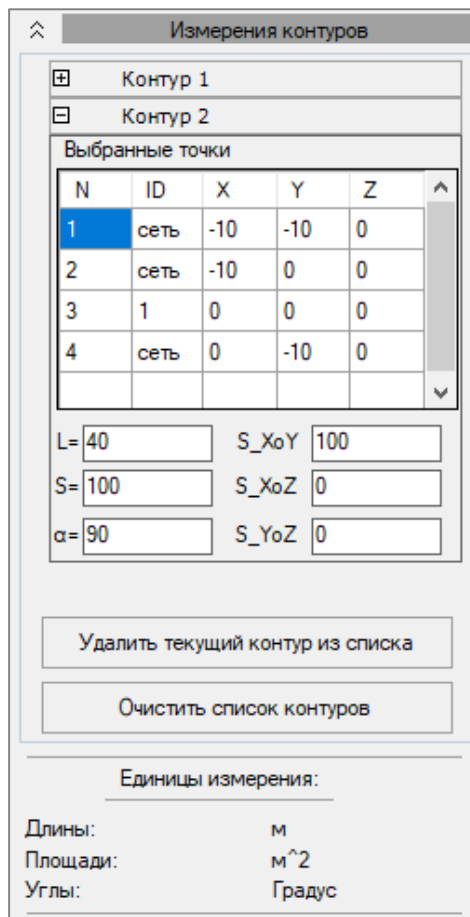 Измерения контуров
Контур 1
Контур 2
Выбранные точки
N ID X Y Z
1 сеть -10 -10 0
2 сеть -10 0 0
3 1 0 0 0
4 сеть 0 -10 0
L= 40 S_XoY 100
S= 100 S_XoZ 0
α= 90 S_YoZ 0
Удалить текущий контур из списка
Очистить список контуров
Единицы измерения:
Длины: м
Площади: м^2
Углы: Градус